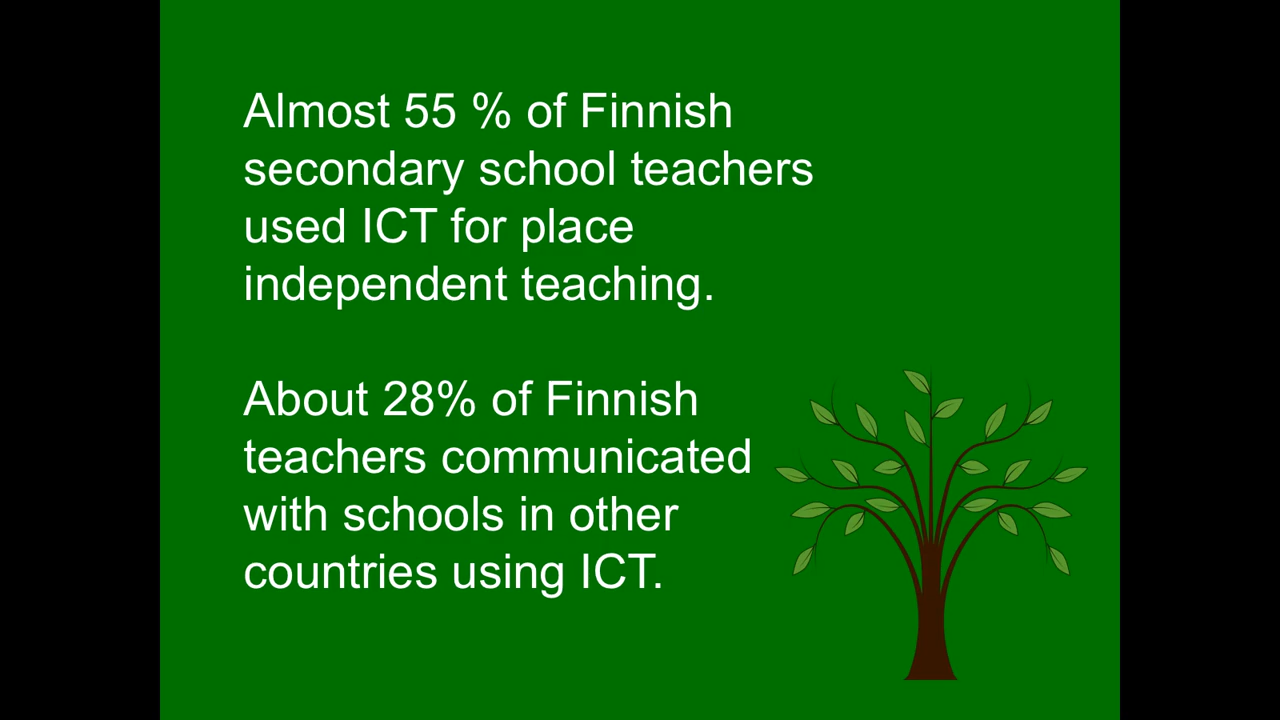 Almost 55 % of Finnish
secondary school teachers
used ICT for place
independent teaching.
About 28% of Finnish
teachers communicated
with schools in other
countries using ICT.